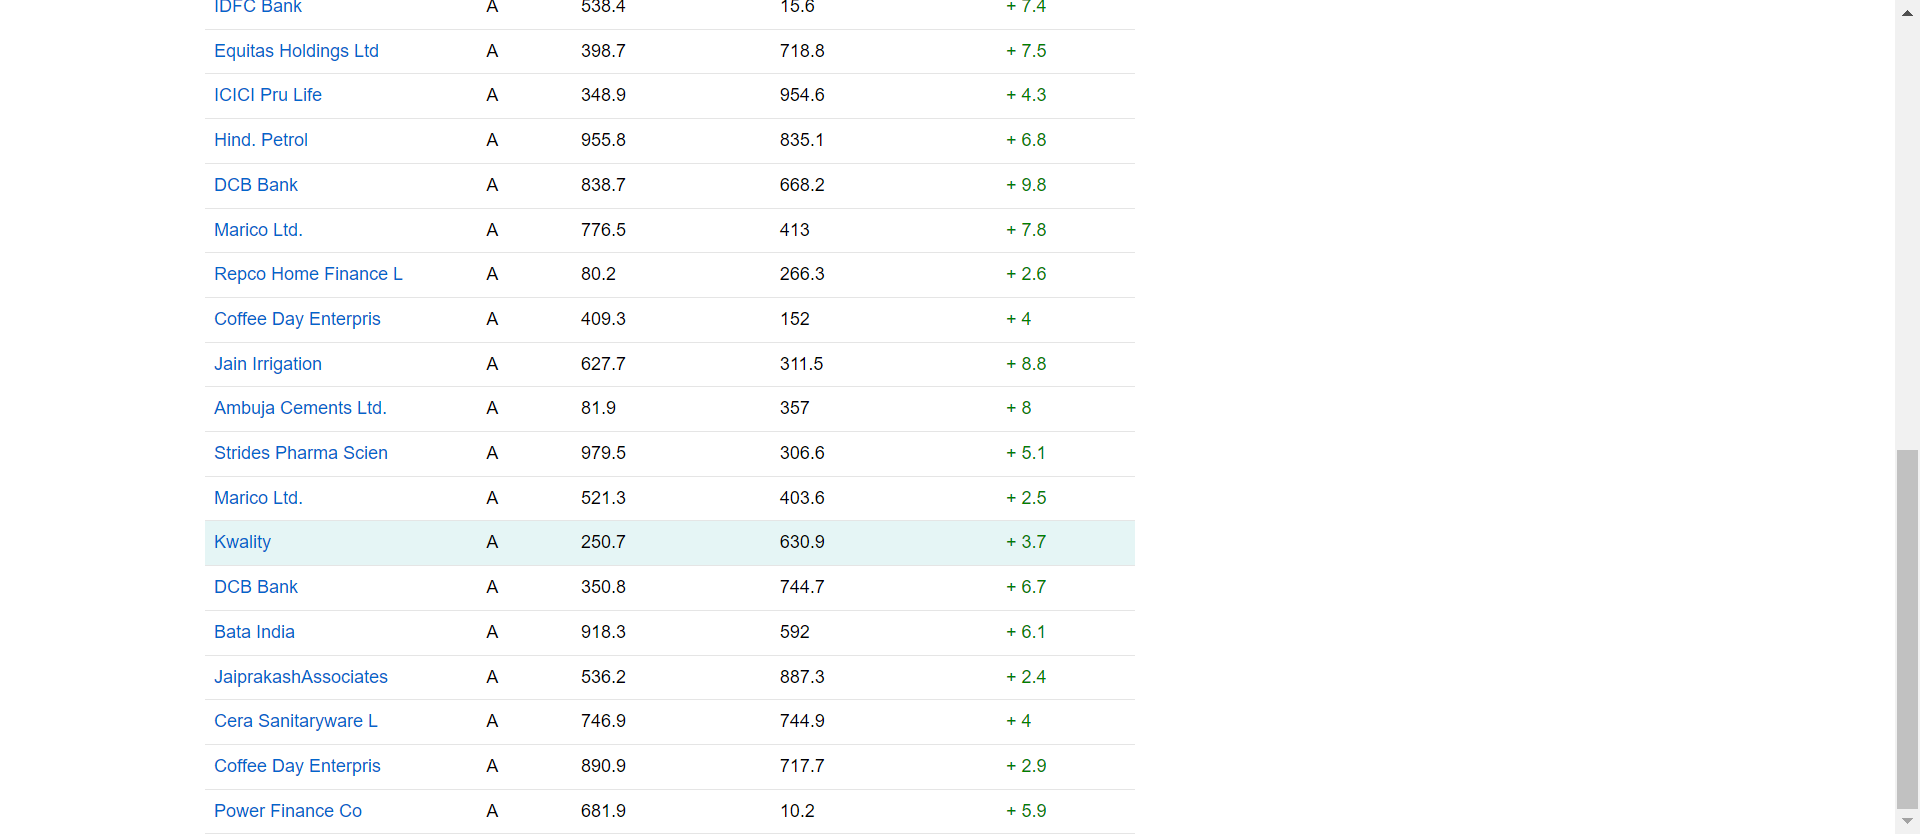 IDFC Bank A 538.4 15.6 + 7.4
Equitas Holdings Ltd A 398.7 718.8 + 7.5
ICICI Pru Life A 348.9 954.6 + 4.3
Hind. Petrol A 955.8 835.1 + 6.8
DCB Bank A 838.7 668.2 + 9.8
Marico Ltd. A 776.5 413 + 7.8
Repco Home Finance L A 80.2 266.3 + 2.6
Coffee Day Enterpris A 409.3 152 + 4
Jain Irrigation A 627.7 311.5 + 8.8
Ambuja Cements Ltd. A 81.9 357 + 8
Strides Pharma Scien A 979.5 306.6 + 5.1
Marico Ltd. A 521.3 403.6 + 2.5
Kwality A 250.7 630.9 + 3.7
DCB Bank A 350.8 744.7 + 6.7
Bata India A 918.3 592 + 6.1
JaiprakashAssociates A 536.2 887.3 + 2.4
Cera Sanitaryware L A 746.9 744.9 + 4
Coffee Day Enterpris A 890.9 717.7 + 2.9
Power Finance Co A 681.9 10.2 + 5.9